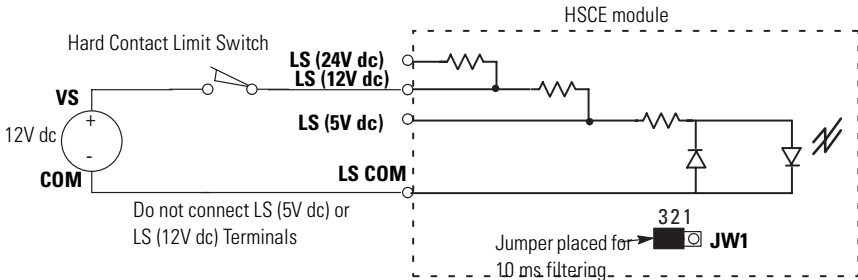 HSCE module
Hard Contact Limit Switch
LS (24V dc)
LS (12V dc)
VS
+
12V dc
-
LS (5V dc)
COM
LS COM
Do not connect LS (5V dc) or
LS (12V dc) Terminals
3 2 1
JW1
Jumper placed for
10 ms filtering